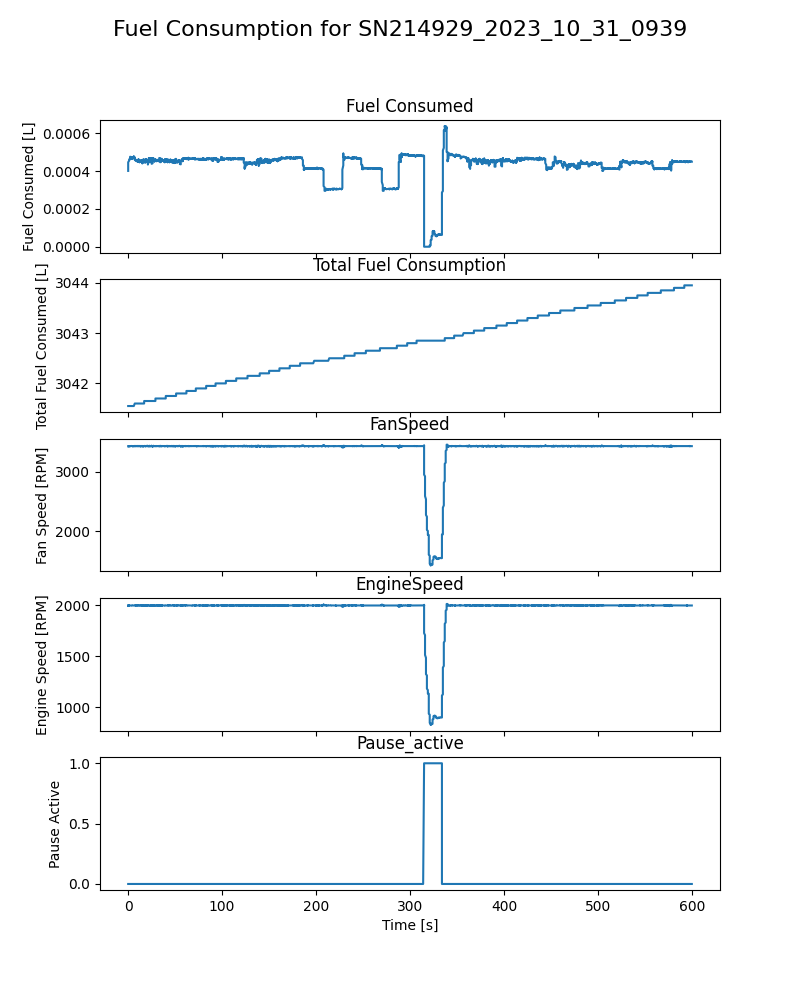 Fuel Consumption for SN214929_2023_10_31_0939
Fuel Consumed
Fuel Consumed [L]
0.0006
0.0004
0.0002
0.0000
Total Fuel Consumption
Total Fuel Consumed [L]
3044
3043
3042
FanSpeed
Fan Speed [RPM]
3000
2000
EngineSpeed
Engine Speed [RPM]
2000
1500
1000
Pause_active
Pause Active
1.0
0.5
0.0
0 100 200 300 400 500 600
Time [s]